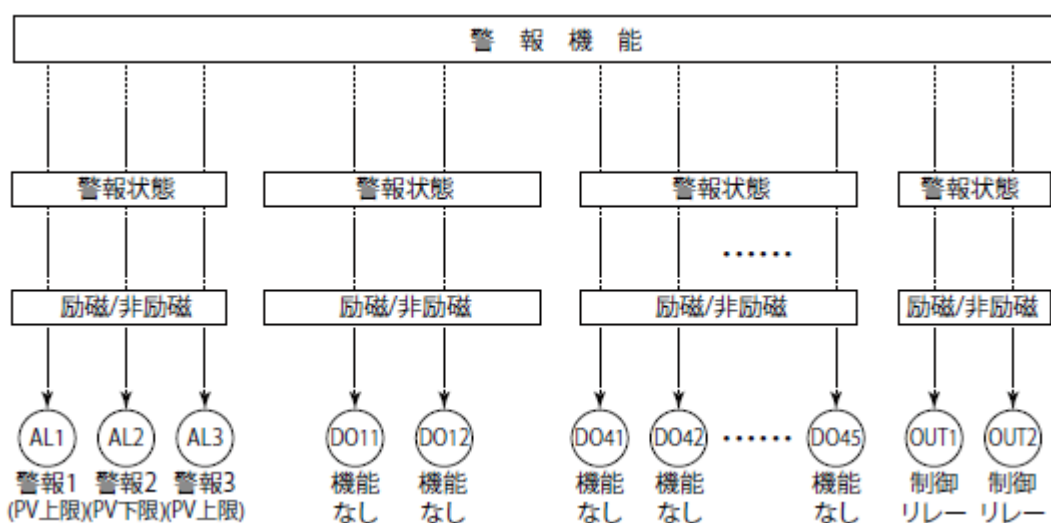 警報機能
警報状態 警報状態 警報状態 警報状態
......
励磁/非励磁 励磁/非励磁 励磁/非励磁 励磁/非励磁
AL1 AL2 AL3 DO11 DO12 DO41 DO42 ...... DO45 OUT1 OUT2
警報1 警報2 警報3 機能 機能 機能 機能 機能 制御 制御
(PV上限)(PV下限)(PV上限) なし なし なし なし なし リレー リレー